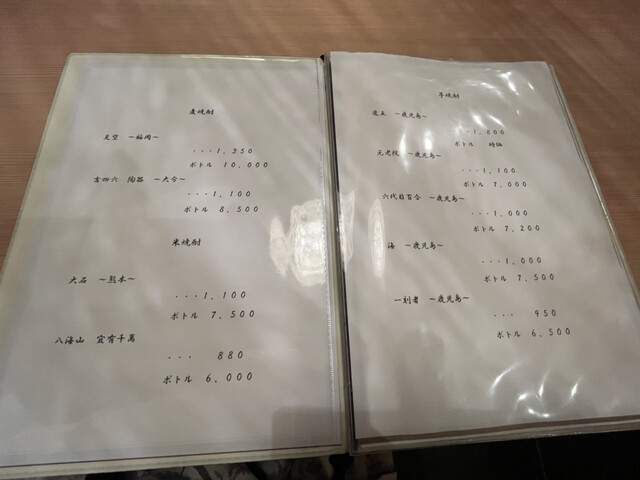 麦焼酎
天空 ～福岡～
・・・1,350
ボトル 10,000
吉四六 陶器 ～大分～
・・・1,100
ボトル 8,500
米焼酎
大石 ～熊本～
・・・1,100
ボトル 7,500
八海山 宜有千萬
・・・ 880
ボトル 6,000
芋焼酎
～鹿児島～
・・1,800
ボトル 時価
元老院 ～鹿児島～
・・・1,100
ボトル 7,000
六代目百合 ～鹿児島～
・・・1,000
ボトル 7,200
海 ～鹿児島～
・・・1,000
ボトル 7,500
一刻者 ～鹿児島～
・・・ 950
ボトル 6,500